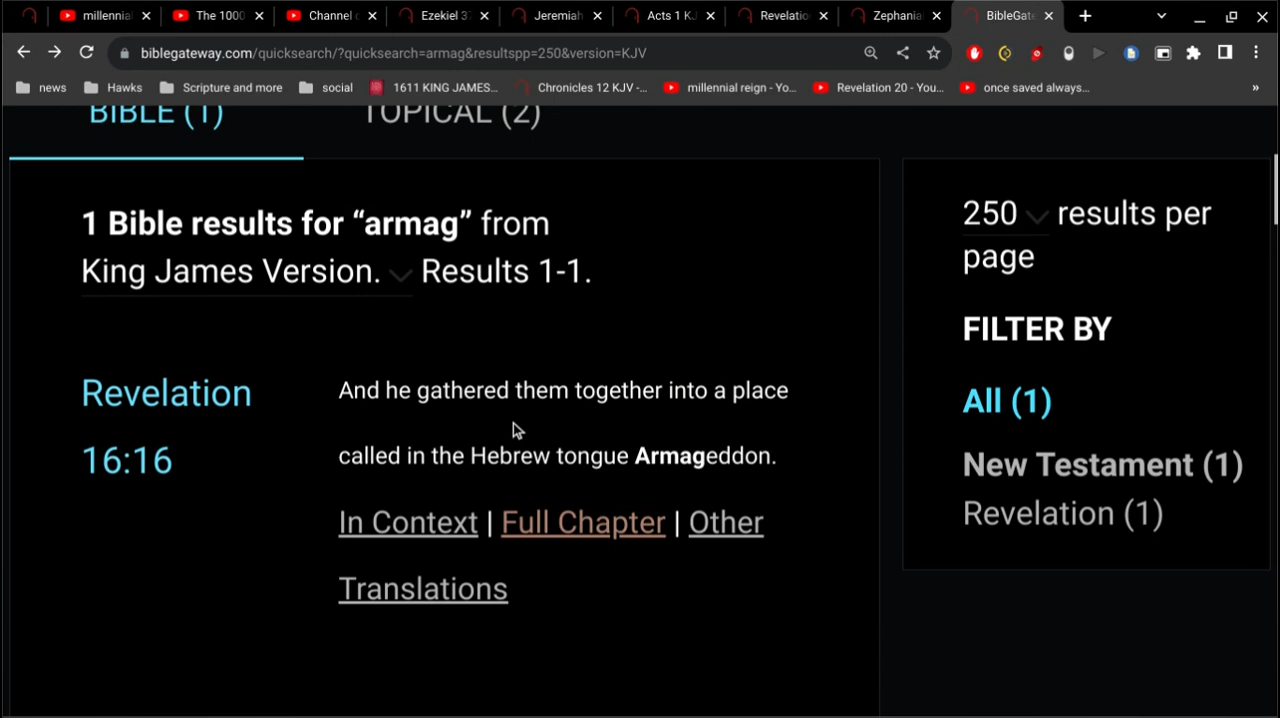 millennia
The 1000
Channel
Ezekiel 37
Jeremiah
Acts 1 KJ
Revelatio
Zephania
BibleGate
biblegateway.com/quicksearch/?quicksearch=armag&resultspp=250&version=KJV
news
Hawks
Scripture and more
social
1611 KING JAMES...
Chronicles 12 KJV -...
millennial reign - Yo...
Revelation 20 - You...
once saved always...
»
BIBLE (1)
TOPICAL (2)
1 Bible results for “armag” from
King James Version. Results 1-1.
Revelation
16:16
And he gathered them together into a place
called in the Hebrew tongue Armageddon.
In Context | Full Chapter | Other
Translations
250 results per
page
FILTER BY
All (1)
New Testament (1)
Revelation (1)